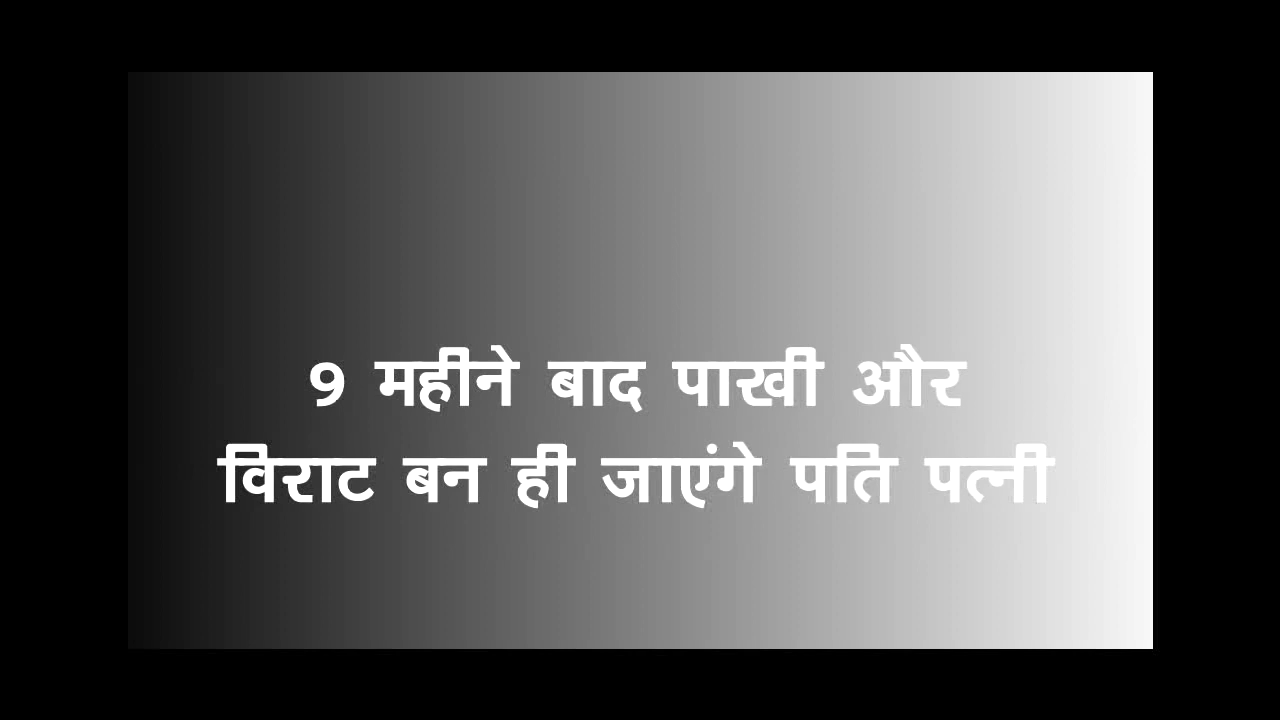 9 महीने बाद पाखी और
विराट बन ही जाएंगे पति पत्नी